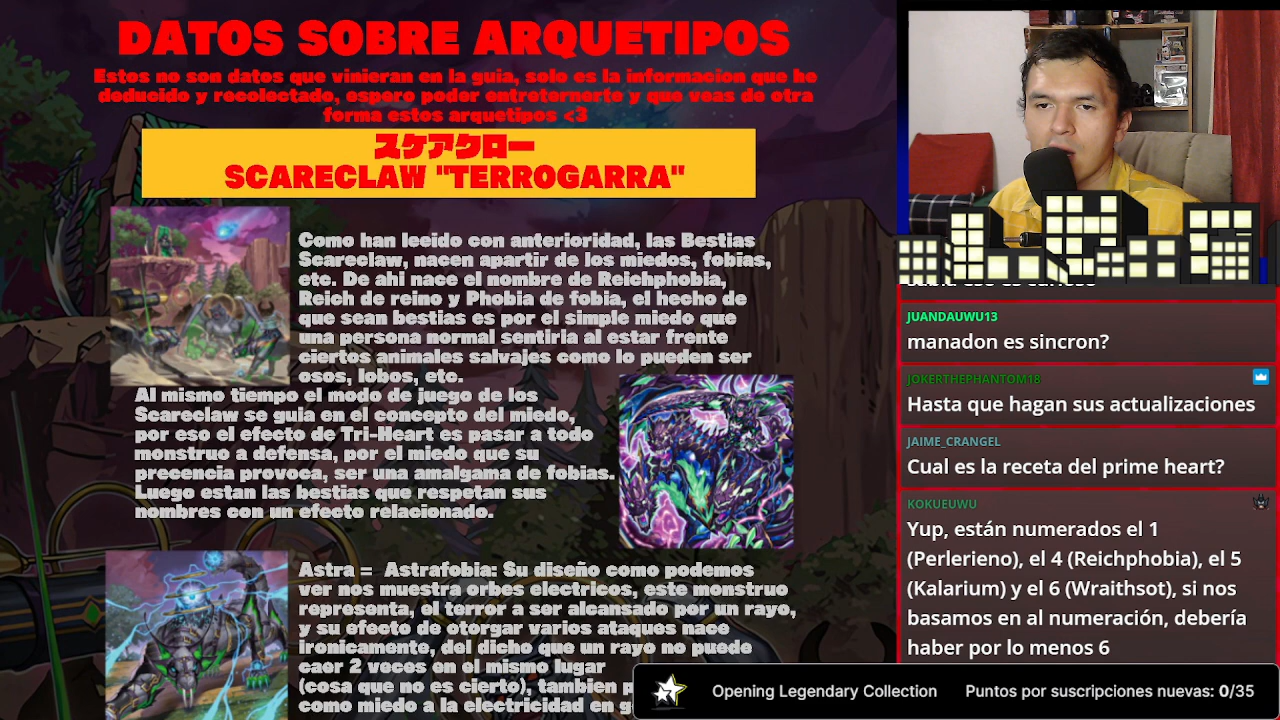 DATOS SOBRE ARQUETIPOS
Estos no son datos que vinieran en la guia, solo es la informacion que he
deducido y recolectado, espero poder entretornerte y que veas de otra
forma estos arquetipos <3
スケアクロー
SCARECLAW "TERROGARRA"
Como han leeido con anterioridad, las Bestias
Scareclaw, nacen apartir de los miedos, fobias,
etc. De ahi nace el nombre de Reichphobia,
Reich de reino y Phobia de fobia, el hecho de
que sean bestias es por el simple miedo que
una persona normal sentiria al estar frente
ciertos animales salvajes como lo pueden ser
osos, lobos, etc.
Al mismo tiempo el modo de juego de los
Scareclaw se guia en el concepto del miedo,
por eso el efecto de Tri-Heart es pasar a todo
monstruo a defensa, por el miedo que su
precencia provoca, ser una amalgama de fobias.
Luego estan las bestias que respetan sus
nombres con un efecto relacionado.
Astra = Astrafobia: Su diseño como podemos
ver nos muestra orbes electricos, este monstruo
representa, el terror a ser alcansado por un rayo,
y su efecto de otorgar varios ataques nace
ironicamente, del dicho que un rayo no puede
caer 2 veces en el mismo lugar
(cosa que no es cierto), tambien p
como miedo a la electricidad en g
JUANDAUWU13
manadon es sincron?
JOKERTHEPHANTOM18
Hasta que hagan sus actualizaciones
JAIME_CRANGEL
Cual es la receta del prime heart?
KOKUEUWU
Yup, están numerados el 1
(Perlerieno), el 4 (Reichphobia), el 5
(Kalarium) y el 6 (Wraithsot), si nos
basamos en al numeración, debería
haber por lo menos 6
Opening Legendary Collection
Puntos por suscripciones nuevas: 0/35